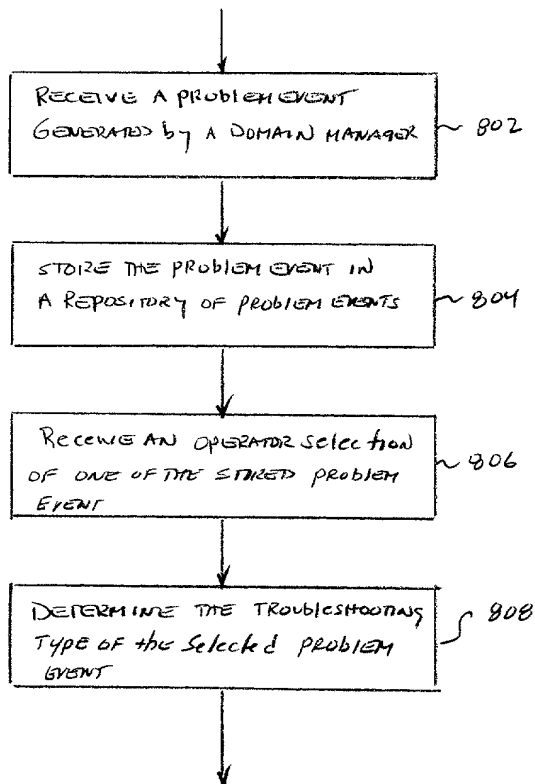 RECEIVE A PROBLEM EVENT
GENERATED by A DOMAIN MANAGER
802
STORE THE PROBLEM EVENT IN
A REPOSITORY OF PROBLEM EVENTS
804
Receive AN OPERATOR Selection
OF ONE OF THE STORED PROBLEM
EVENT
806
DETERMINE THE TROUBLESHOOTING
TYPE OF the Selected PROBLEM
EVENT
808